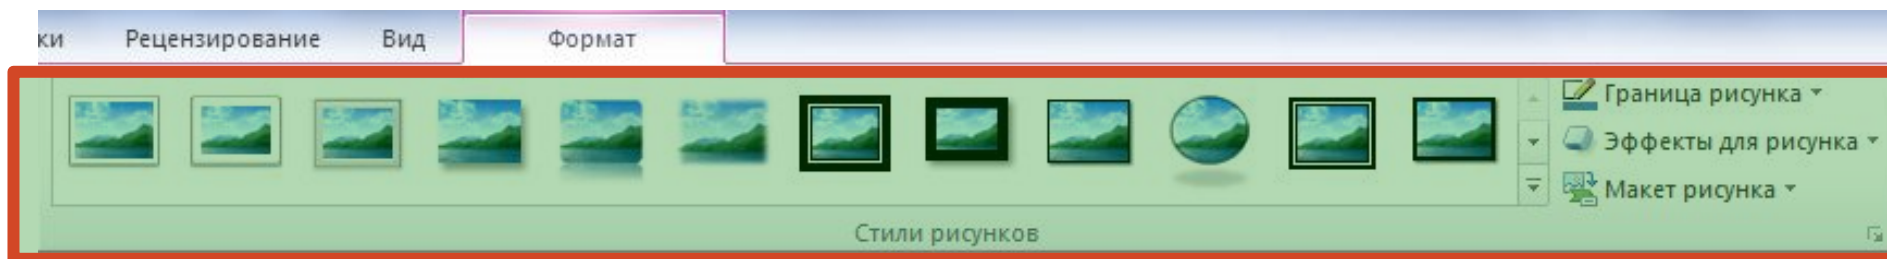 ки Рецензирование Вид Формат
Граница рисунка
Эффекты для рисунка
Макет рисунка
Стили рисунков